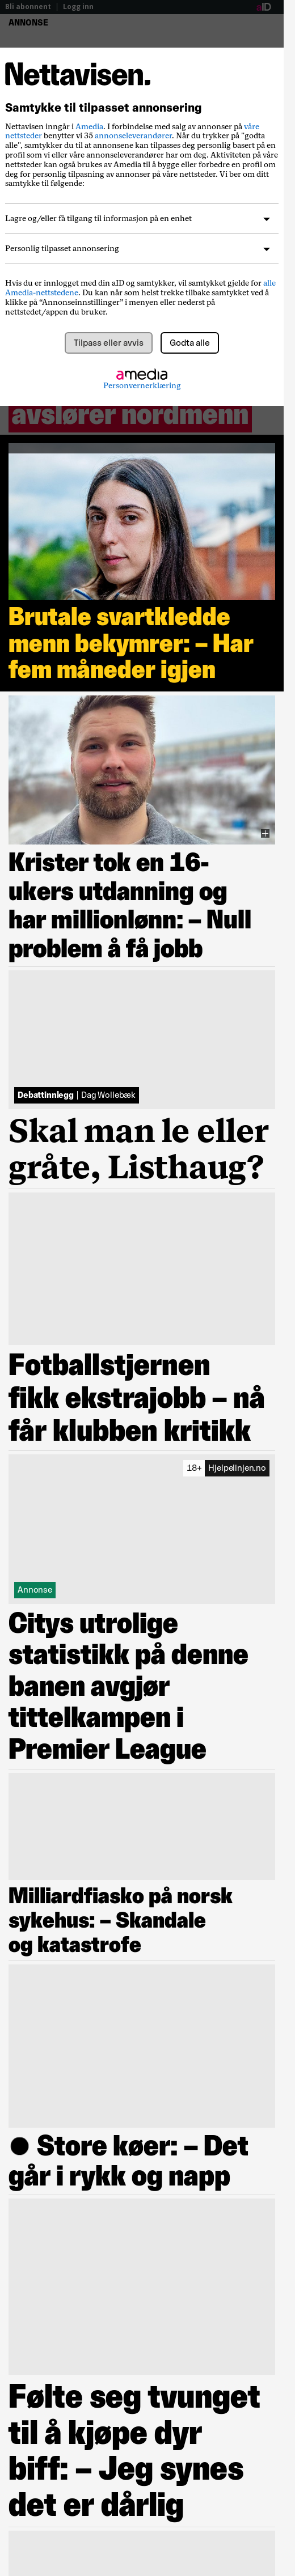 Bli abonnent | Logg inn
aID
ANNONSE
Nettavisen.
Samtykke til tilpasset annonsering
Nettavisen inngår i Amedia. I forbindelse med salg av annonser på våre
nettsteder benytter vi 35 annonseleverandører. Når du trykker på "godta
alle", samtykker du til at annonsene kan tilpasses deg personlig basert på en
profil som vi eller våre annonseleverandører har om deg. Aktiviteten på våre
nettsteder kan også brukes av Amedia til å bygge eller forbedre en profil om
deg for personlig tilpasning av annonser på våre nettsteder. Vi ber om ditt
samtykke til følgende:
Lagre og/eller få tilgang til informasjon på en enhet
Personlig tilpasset annonsering
Hvis du er innlogget med din aID og samtykker, vil samtykket gjelde for alle
Amedia-nettstedene. Du kan når som helst trekke tilbake samtykket ved å
klikke på “Annonseinnstillinger” i menyen eller nederst på
nettstedet/appen du bruker.
Tilpass eller avvis
Godta alle
amedia
Personvernerklæring
avslører nordmenn
Brutale svartkledde
menn bekymrer: – Har
fem måneder igjen
Krister tok en 16-
ukers utdanning og
har millionlønn: – Null
problem å få jobb
Debattinnlegg | Dag Wollebæk
Skal man le eller
gråte, Listhaug?
Fotballstjernen
fikk ekstrajobb – nå
får klubben kritikk
18+ Hjelpelinjen.no
Annonse
Citys utrolige
statistikk på denne
banen avgjør
tittelkampen i
Premier League
Milliardfiasko på norsk
sykehus: – Skandale
og katastrofe
● Store køer: – Det
går i rykk og napp
Følte seg tvunget
til å kjøpe dyr
biff: – Jeg synes
det er dårlig